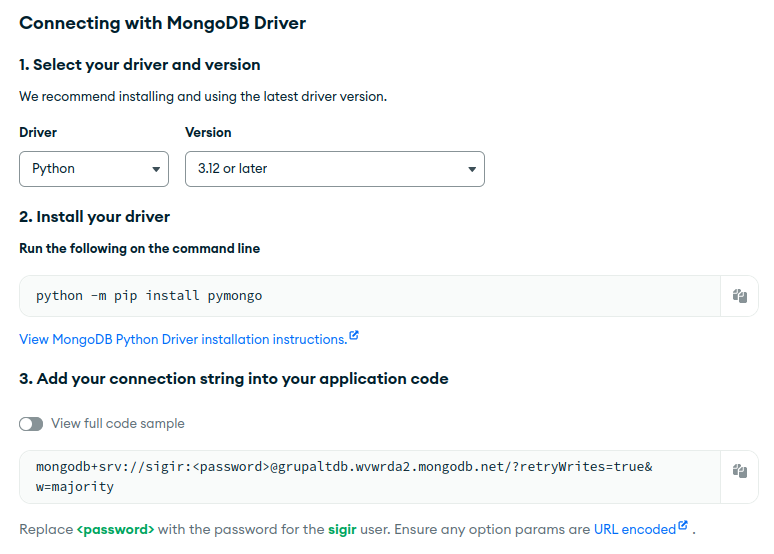 Connecting with MongoDB Driver
1. Select your driver and version
We recommend installing and using the latest driver version.
Driver Version
Python 3.12 or later
2. Install your driver
Run the following on the command line
python -m pip install pymongo
View MongoDB Python Driver installation instructions.
3. Add your connection string into your application code
View full code sample
mongodb+srv://sigir:<password>@grupaltdb.wvwrda2.mongodb.net/?retryWrites=true&
w=majority
Replace <password> with the password for the sigir user. Ensure any option params are URL encoded .